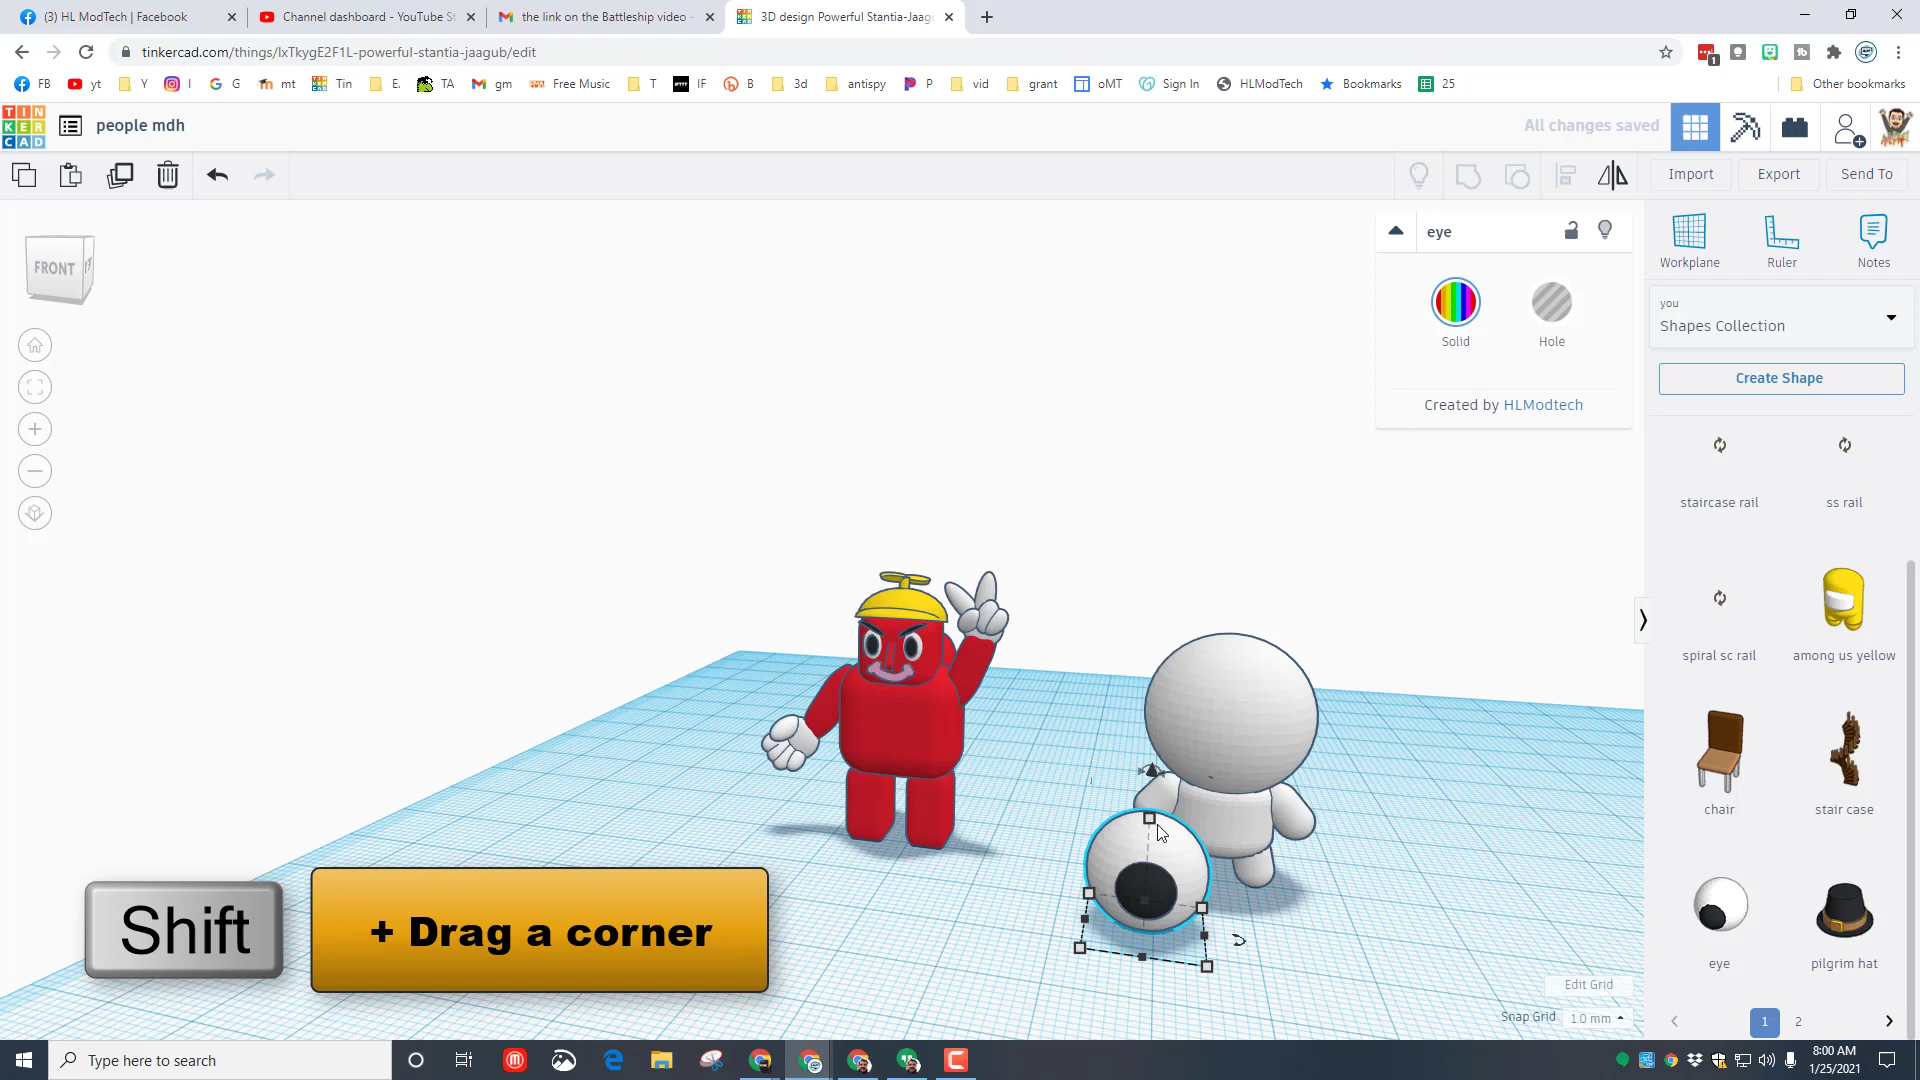 (3) HL ModTech | Facebook
Channel dashboard - YouTube St
the link on the Battleship video -
3D design Powerful Stantia-Jaagu
tinkercad.com/things/lxTkygE2F1L-powerful-stantia-jaagub/edit
1
FB yt Y I G mt Tin E. TA gm Free Music T IF B 3d antispy P vid grant oMT Sign In HLModTech Bookmarks 25 Other bookmarks
TIN
KER
CAD
people mdh
All changes saved
Import Export Send To
FRONT
eye
Solid
Hole
Created by HLModtech
Workplane Ruler Notes
you
Shapes Collection
Create Shape
staircase rail ss rail
spiral sc rail among us yellow
chair stair case
eye pilgrim hat
1 2
Shift
+ Drag a corner
Edit Grid
Snap Grid 1.0 mm
Type here to search
8:00 AM
1/25/2021